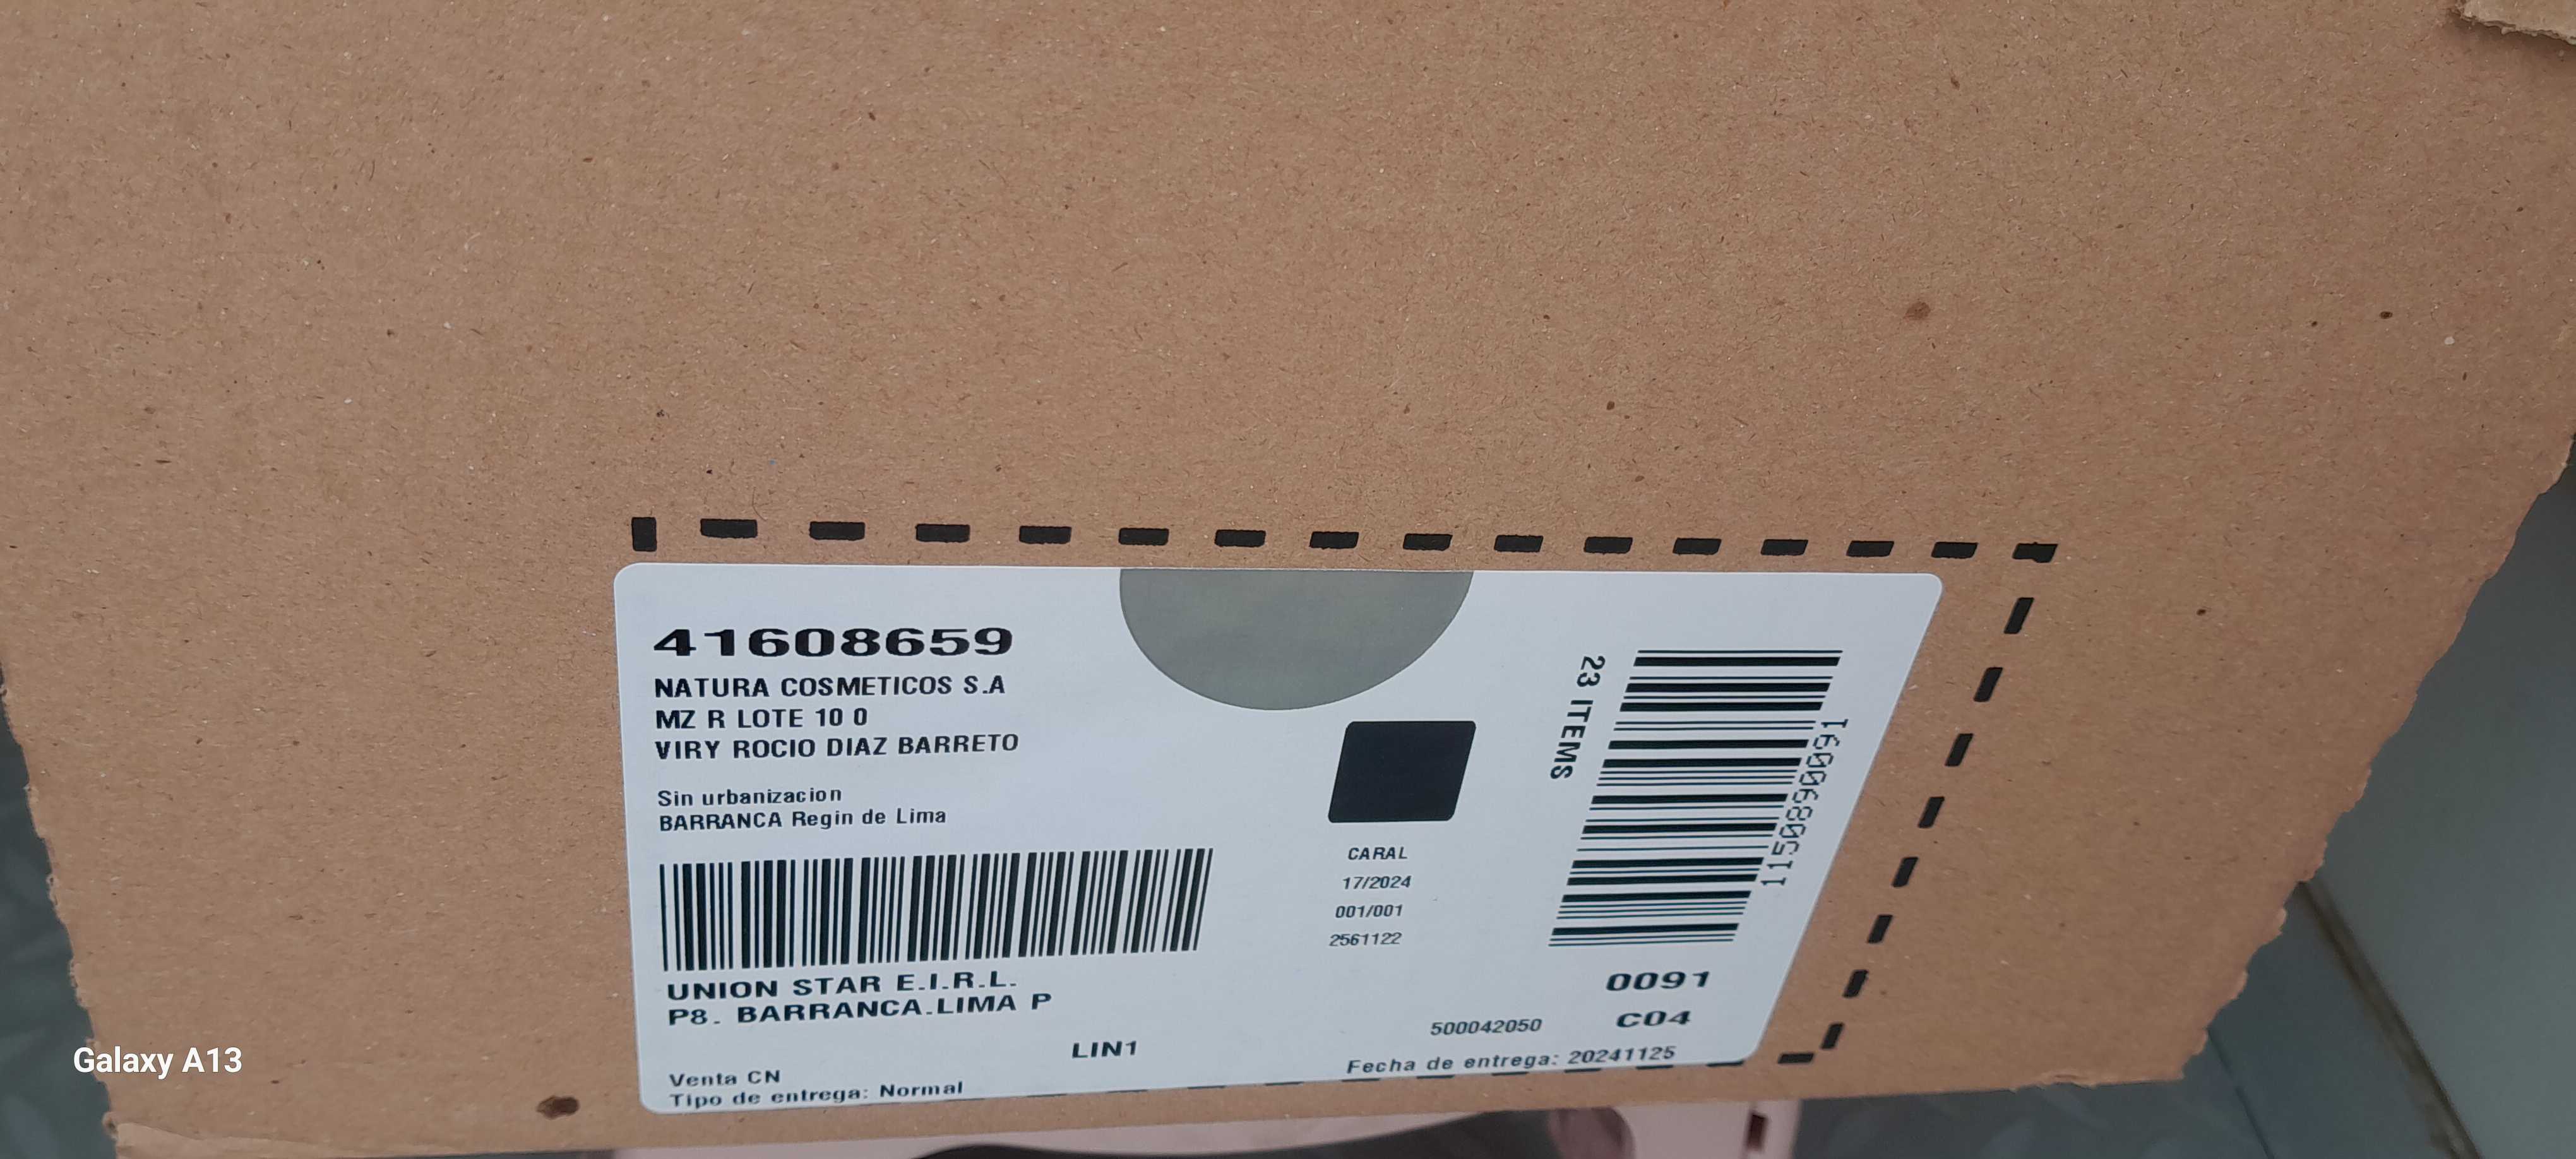 41608659
NATURA COSMETICOS S.A
MZ R LOTE 10 0
VIRY ROCIO DIAZ BARRETO
Sin urbanizacion
BARRANCA Regin de Lima
UNION STAR E.I.R.L.
P8. BARRANCA.LIMA P
LIN1
Venta CN
Tipo de entrega: Normal
CARAL
17/2024
001/001
2561122
23 ITEMS
1600680511
0091
500042050
C04
Fecha de entrega: 20241125
Galaxy A13